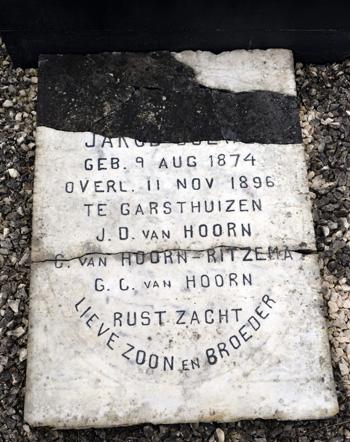 GEB. 9 AUG 1874
OVERL. 11 NOV 1896
TE GARSTHUIZEN
J. D. VAN HOORN
C. VAN HOORN-RITZEMA
G. C. VAN HOORN
RUST ZACHT
LIEVE ZOON EN BROEDER